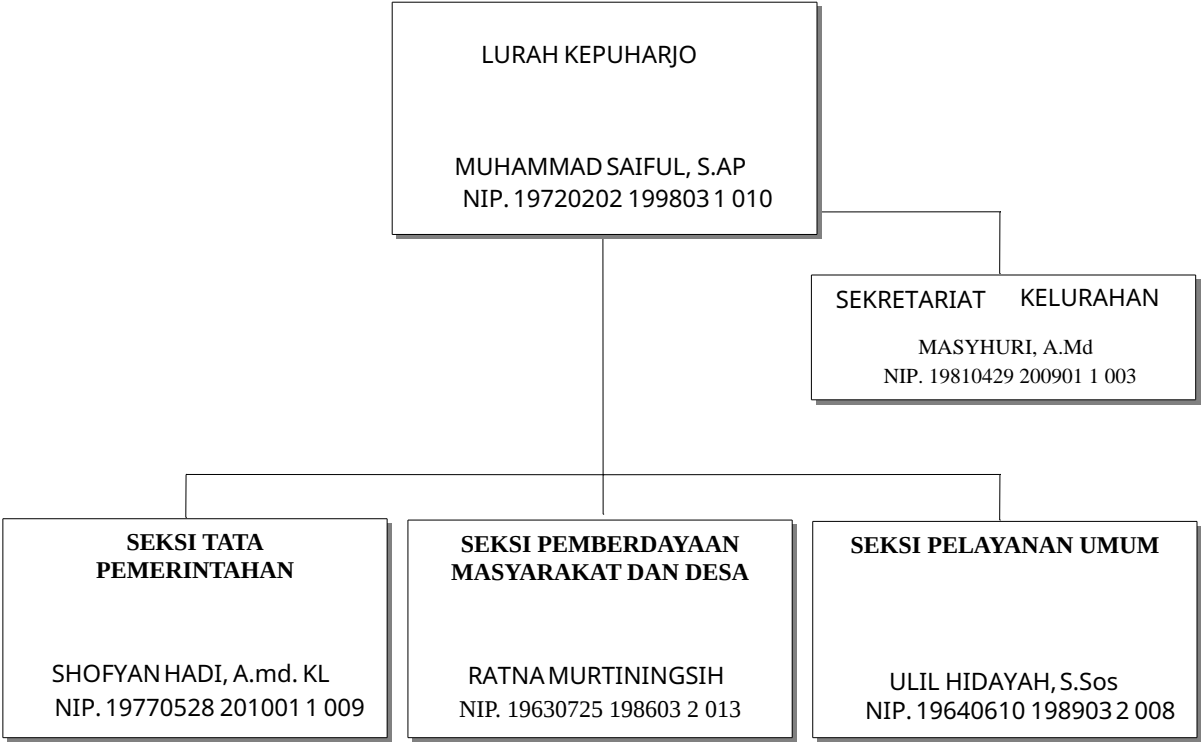 LURAH KEPUHARJO
MUHAMMAD SAIFUL, S.AP
NIP. 19720202 199803 1 010
SEKRETARIAT KELURAHAN
MASYHURI, A.Md
NIP. 19810429 200901 1 003
SEKSI TATA
PEMERINTAHAN
SHOFYAN HADI, A.md. KL
NIP. 19770528 201001 1 009
SEKSI PEMBERDAYAAN
MASYARAKAT DAN DESA
RATNA MURTININGSIH
NIP. 19630725 198603 2 013
SEKSI PELAYANAN UMUM
ULIL HIDAYAH, S.Sos
NIP. 19640610 198903 2 008